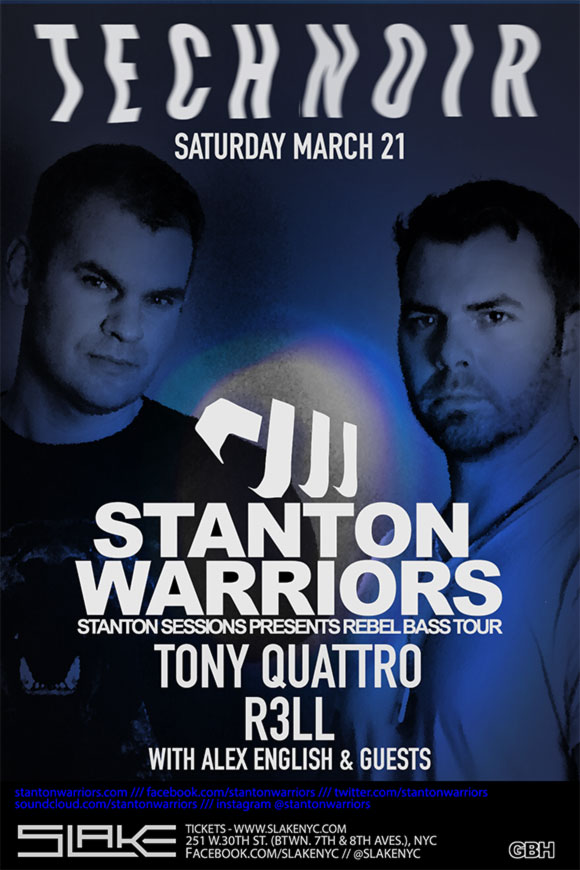 TECHNOIR
SATURDAY MARCH 21
STANTON
WARRIORS
STANTON SESSIONS PRESENTS REBEL BASS TOUR
TONY QUATTRO
R3LL
WITH ALEX ENGLISH & GUESTS
stantonwarriors.com /// facebook.com/stantonwarriors /// twitter.com/stantonwarriors
soundcloud.com/stantonwarriors /// instagram @stantonwarriors
SLAKE
TICKETS - WWW.SLAKENYC.COM
251 W.30TH ST. (BTWN. 7TH & 8TH AVES.), NYC
FACEBOOK.COM/SLAKENYC // @SLAKENYC
GBH